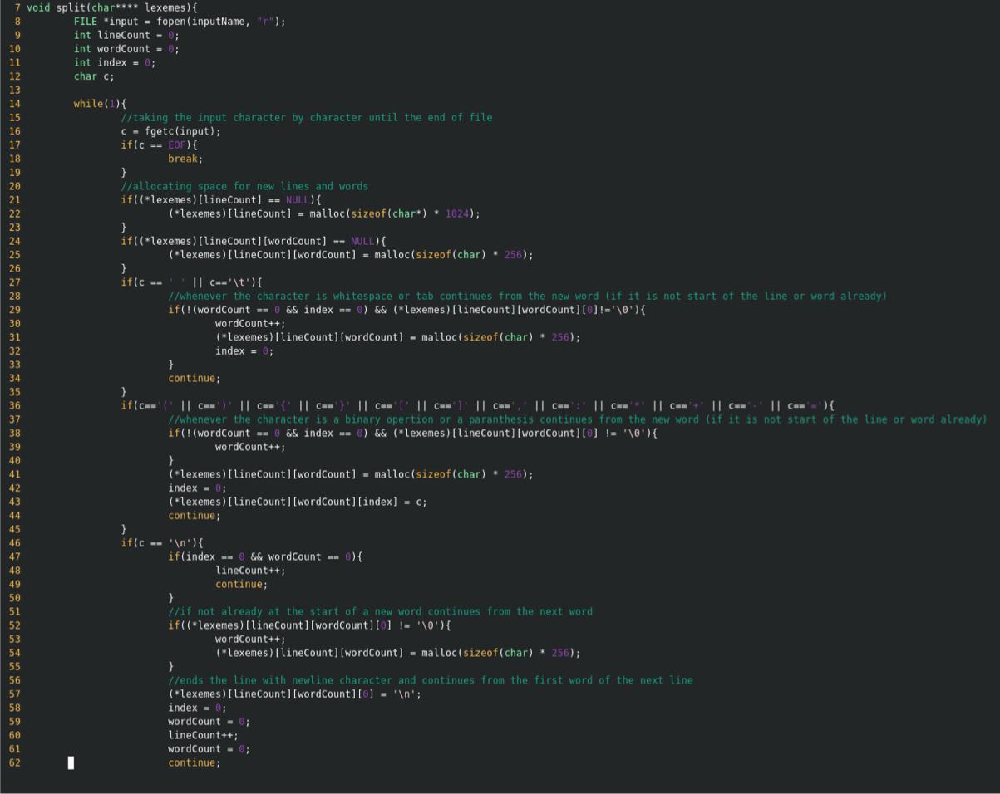 7 void split(char**** lexemes){
8         FILE *input = fopen(inputName, "r");
9         int lineCount = 0;
10         int wordCount = 0;
11         int index = 0;
12         char c;
13
14         while(1){
15                 //taking the input character by character until the end of file
16                 c = fgetc(input);
17                 if(c == EOF){
18                         break;
19                 }
20                 //allocating space for new lines and words
21                 if((*lexemes)[lineCount] == NULL){
22                         (*lexemes)[lineCount] = malloc(sizeof(char*) * 1024);
23                 }
24                 if((*lexemes)[lineCount][wordCount] == NULL){
25                         (*lexemes)[lineCount][wordCount] = malloc(sizeof(char) * 256);
26                 }
27                 if(c == ' ' || c=='\t'){
28                         //whenever the character is whitespace or tab continues from the new word (if it is not start of the line or word already)
29                         if(!(wordCount == 0 && index == 0) && (*lexemes)[lineCount][wordCount][0]!='\0'){
30                                 wordCount++;
31                                 (*lexemes)[lineCount][wordCount] = malloc(sizeof(char) * 256);
32                                 index = 0;
33                         }
34                         continue;
35                 }
36                 if(c=='(' || c==')' || c=='{' || c=='}' || c=='[' || c==']' || c==',' || c==':' || c=='*' || c=='+' || c=='-' || c=='='){
37                         //whenever the character is a binary opertion or a paranthesis continues from the new word (if it is not start of the line or word already)
38                         if(!(wordCount == 0 && index == 0) && (*lexemes)[lineCount][wordCount][0] != '\0'){
39                                 wordCount++;
40                         }
41                         (*lexemes)[lineCount][wordCount] = malloc(sizeof(char) * 256);
42                         index = 0;
43                         (*lexemes)[lineCount][wordCount][index] = c;
44                         continue;
45                 }
46                 if(c == '\n'){
47                         if(index == 0 && wordCount == 0){
48                                 lineCount++;
49                                 continue;
50                         }
51                         //if not already at the start of a new word continues from the next word
52                         if((*lexemes)[lineCount][wordCount][0] != '\0'){
53                                 wordCount++;
54                                 (*lexemes)[lineCount][wordCount] = malloc(sizeof(char) * 256);
55                         }
56                         //ends the line with newline character and continues from the first word of the next line
57                         (*lexemes)[lineCount][wordCount][0] = '\n';
58                         index = 0;
59                         wordCount = 0;
60                         lineCount++;
61                         wordCount = 0;
62                         continue;